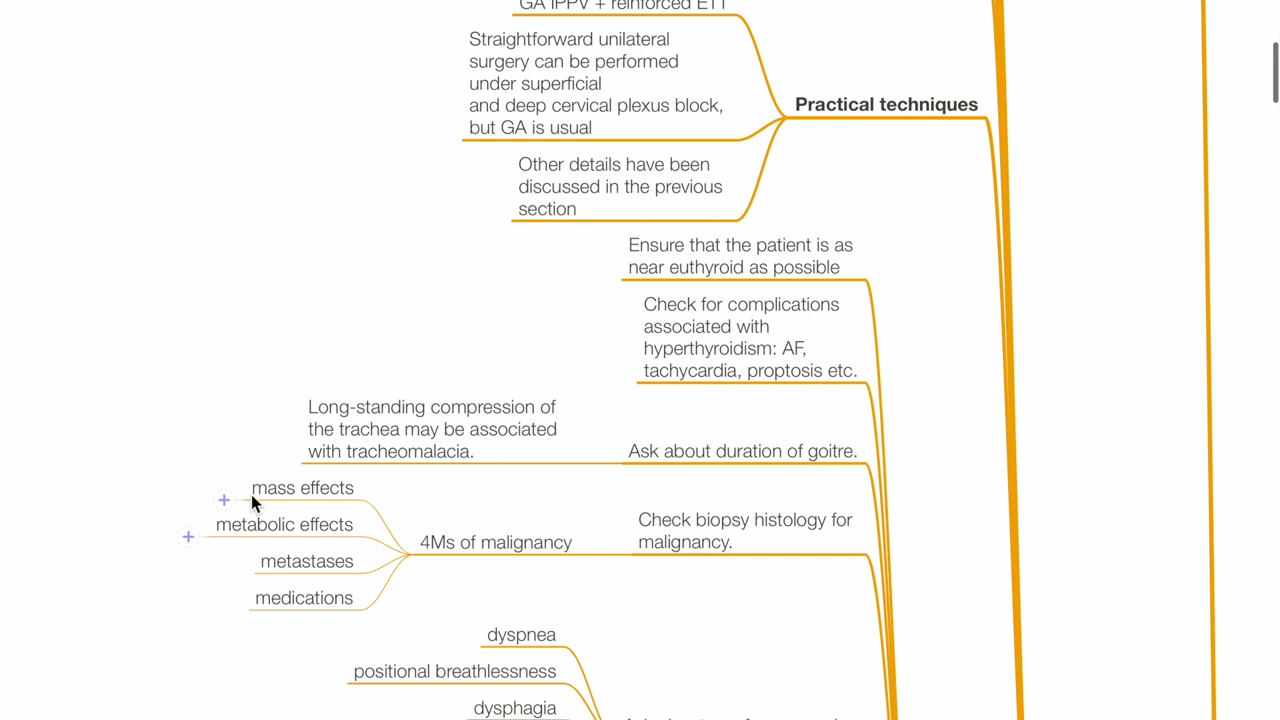 GA IPPV + reinforced ETT
Straightforward unilateral
surgery can be performed
under superficial
and deep cervical plexus block,
but GA is usual
Practical techniques
Other details have been
discussed in the previous
section
Ensure that the patient is as
near euthyroid as possible
Check for complications
associated with
hyperthyroidism: AF,
tachycardia, proptosis etc.
Long-standing compression of
the trachea may be associated
with tracheomalacia.
Ask about duration of goitre.
mass effects
metabolic effects
metastases
medications
4Ms of malignancy
Check biopsy histology for
malignancy.
dyspnea
positional breathlessness
dysphagia